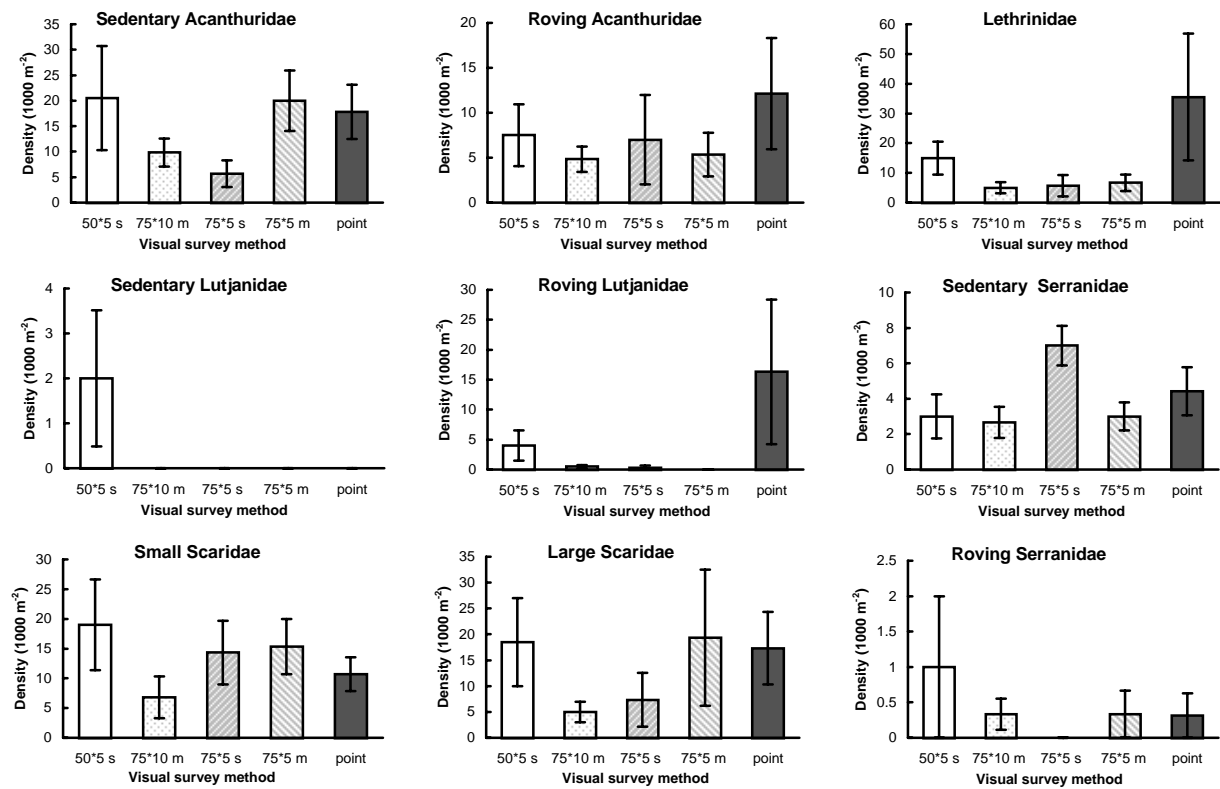 Sedentary Acanthuridae
Density (1000 m⁻²)
35
30
25
20
15
10
5
0
50*5 s 75*10 m 75*5 s 75*5 m point
Visual survey method
Roving Acanthuridae
Density (1000 m⁻²)
20
15
10
5
0
50*5 s 75*10 m 75*5 s 75*5 m point
Visual survey method
Lethrinidae
Density (1000 m⁻²)
60
50
40
30
20
10
0
50*5 s 75*10 m 75*5 s 75*5 m point
Visual survey method
Sedentary Lutjanidae
Density (1000 m⁻²)
4
3
2
1
0
50*5 s 75*10 m 75*5 s 75*5 m point
Visual survey method
Roving Lutjanidae
Density (1000 m⁻²)
30
25
20
15
10
5
0
50*5 s 75*10 m 75*5 s 75*5 m point
Visual survey method
Sedentary Serranidae
Density (1000 m⁻²)
10
8
6
4
2
0
50*5 s 75*10 m 75*5 s 75*5 m point
Visual survey method
Small Scaridae
Density (1000 m⁻²)
30
25
20
15
10
5
0
50*5 s 75*10 m 75*5 s 75*5 m point
Visual survey method
Large Scaridae
Density (1000 m⁻²)
35
30
25
20
15
10
5
0
50*5 s 75*10 m 75*5 s 75*5 m point
Visual survey method
Roving Serranidae
Density (1000 m⁻²)
2.5
2
1.5
1
0.5
0
50*5 s 75*10 m 75*5 s 75*5 m point
Visual survey method